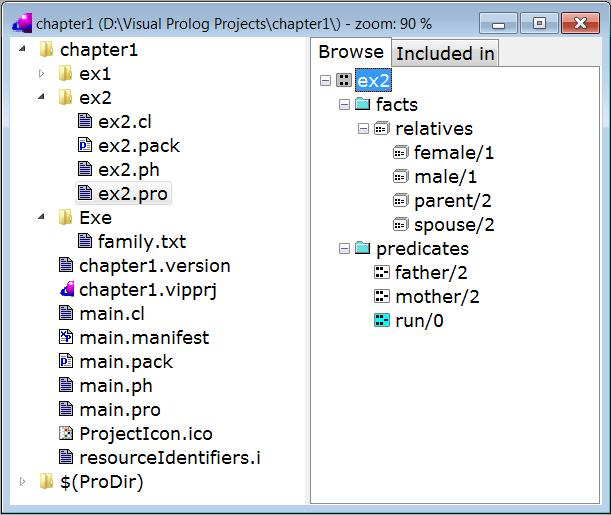 chapter1 (D:\Visual Prolog Projects\chapter1\) - zoom: 90 %
chapter1
ex1
ex2
ex2.cl
ex2.pack
ex2.ph
ex2.pro
Exe
family.txt
chapter1.version
chapter1.vipprj
main.cl
main.manifest
main.pack
main.ph
main.pro
ProjectIcon.ico
resourceIdentifiers.i
$(ProDir)
Browse Included in
ex2
facts
relatives
female/1
male/1
parent/2
spouse/2
predicates
father/2
mother/2
run/0